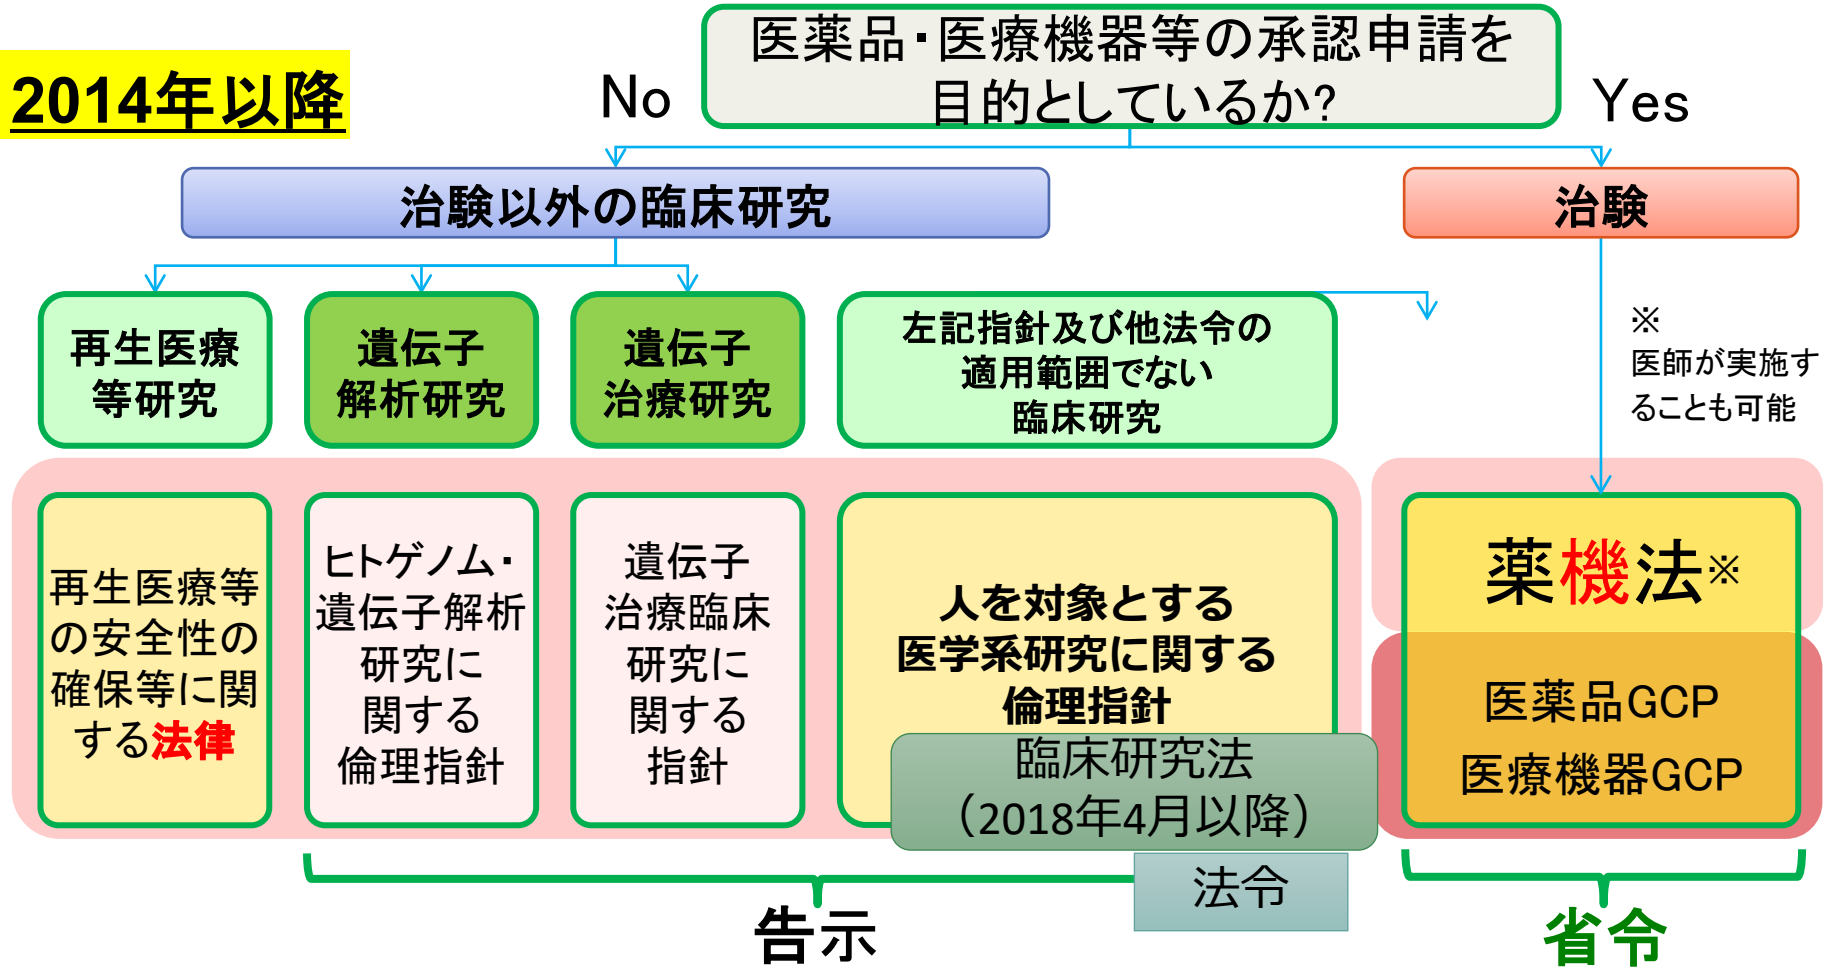 医薬品・医療機器等の承認申請を
目的としているか?
2014年以降
No
Yes
治験以外の臨床研究
治験
再生医療
等研究
遺伝子
解析研究
遺伝子
治療研究
左記指針及び他法令の
適用範囲でない
臨床研究
※
医師が実施す
ることも可能
再生医療等
の安全性の
確保等に関
する法律
ヒトゲノム・
遺伝子解析
研究に
関する
倫理指針
遺伝子
治療臨床
研究に
関する
指針
人を対象とする
医学系研究に関する
倫理指針
臨床研究法
（2018年4月以降）
薬機法※
医薬品GCP
医療機器GCP
法令
告示
省令